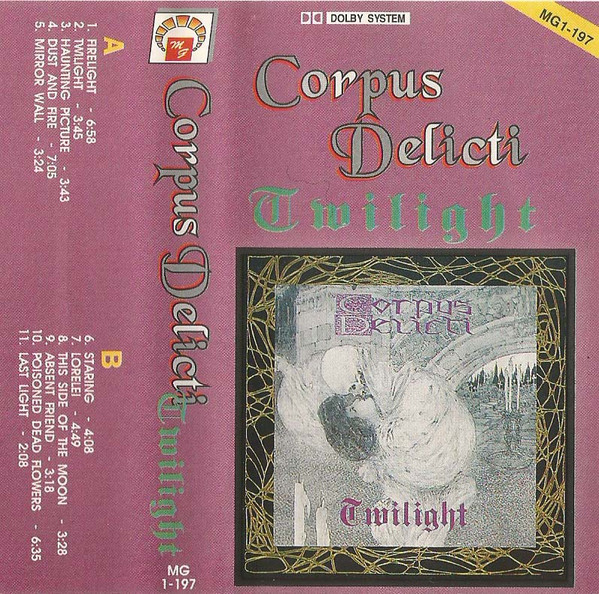 A
1. FIRELIGHT - 6:58
2. TWILIGHT - 3:45
3. HAUNTING PICTURE - 3:43
4. DUST AND FIRE - 7:05
5. MIRROR WALL - 3:24
B
6. STARING - 4:08
7. LORELEI - 4:49
8. THIS SIDE OF THE MOON - 3:28
9. ABSENT FRIEND - 3:18
10. POISONED DEAD FLOWERS - 6:35
11. LAST LIGHT - 2:08
MG
Corpus Delicti Twilight
MG
1-197
DOLBY SYSTEM
MG1-197
Corpus
Delicti
Twilight
Corpus
Delicti
Twilight